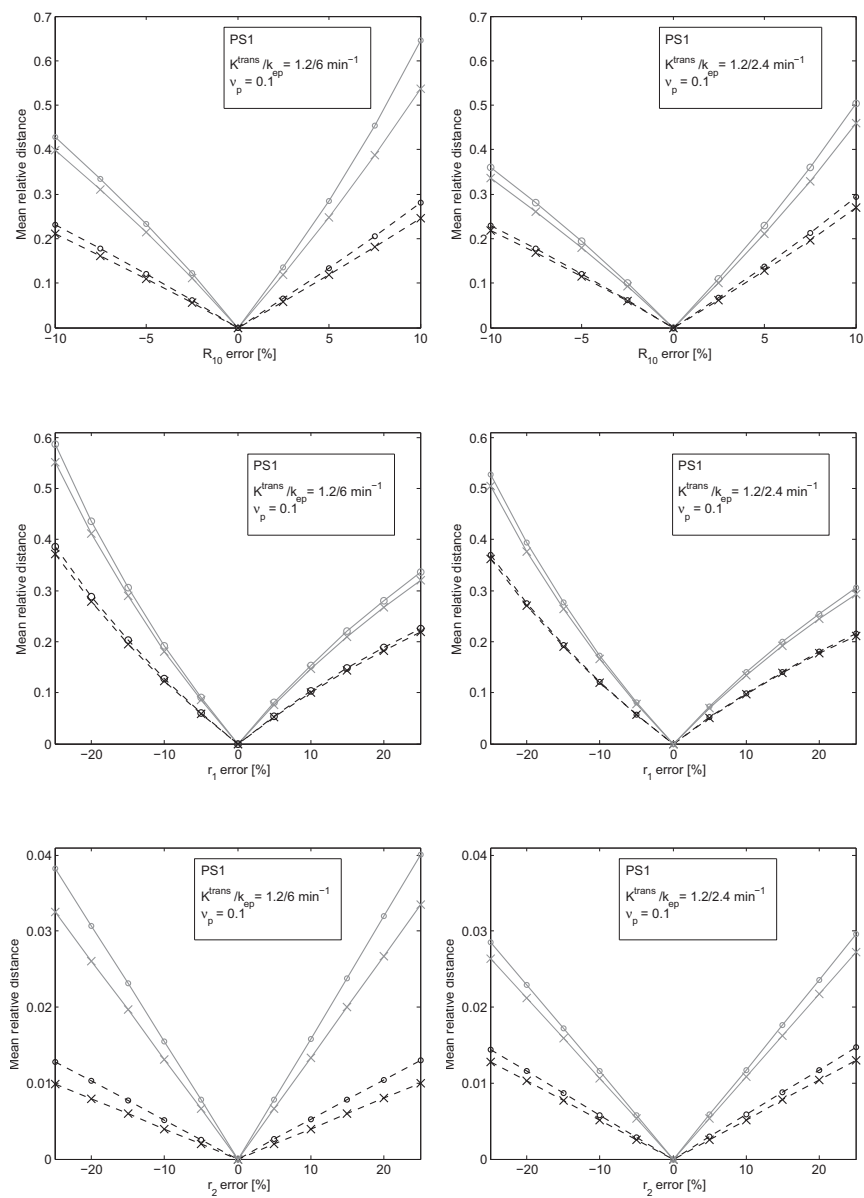 0.7
0.6
0.5
0.4
0.3
0.2
0.1
0
Mean relative distance
PS1
K^trans/k_ep = 1.2/6 min⁻¹
ν_p = 0.1
−10 −5 0 5 10
R_10 error [%]
0.7
0.6
0.5
0.4
0.3
0.2
0.1
0
Mean relative distance
PS1
K^trans/k_ep = 1.2/2.4 min⁻¹
ν_p = 0.1
−10 −5 0 5 10
R_10 error [%]
0.6
0.5
0.4
0.3
0.2
0.1
0
Mean relative distance
PS1
K^trans/k_ep = 1.2/6 min⁻¹
ν_p = 0.1
−20 −10 0 10 20
r_1 error [%]
0.6
0.5
0.4
0.3
0.2
0.1
0
Mean relative distance
PS1
K^trans/k_ep = 1.2/2.4 min⁻¹
ν_p = 0.1
−20 −10 0 10 20
r_1 error [%]
0.04
0.03
0.02
0.01
0
Mean relative distance
PS1
K^trans/k_ep = 1.2/6 min⁻¹
ν_p = 0.1
−20 −10 0 10 20
r_2 error [%]
0.04
0.03
0.02
0.01
0
Mean relative distance
PS1
K^trans/k_ep = 1.2/2.4 min⁻¹
ν_p = 0.1
−20 −10 0 10 20
r_2 error [%]